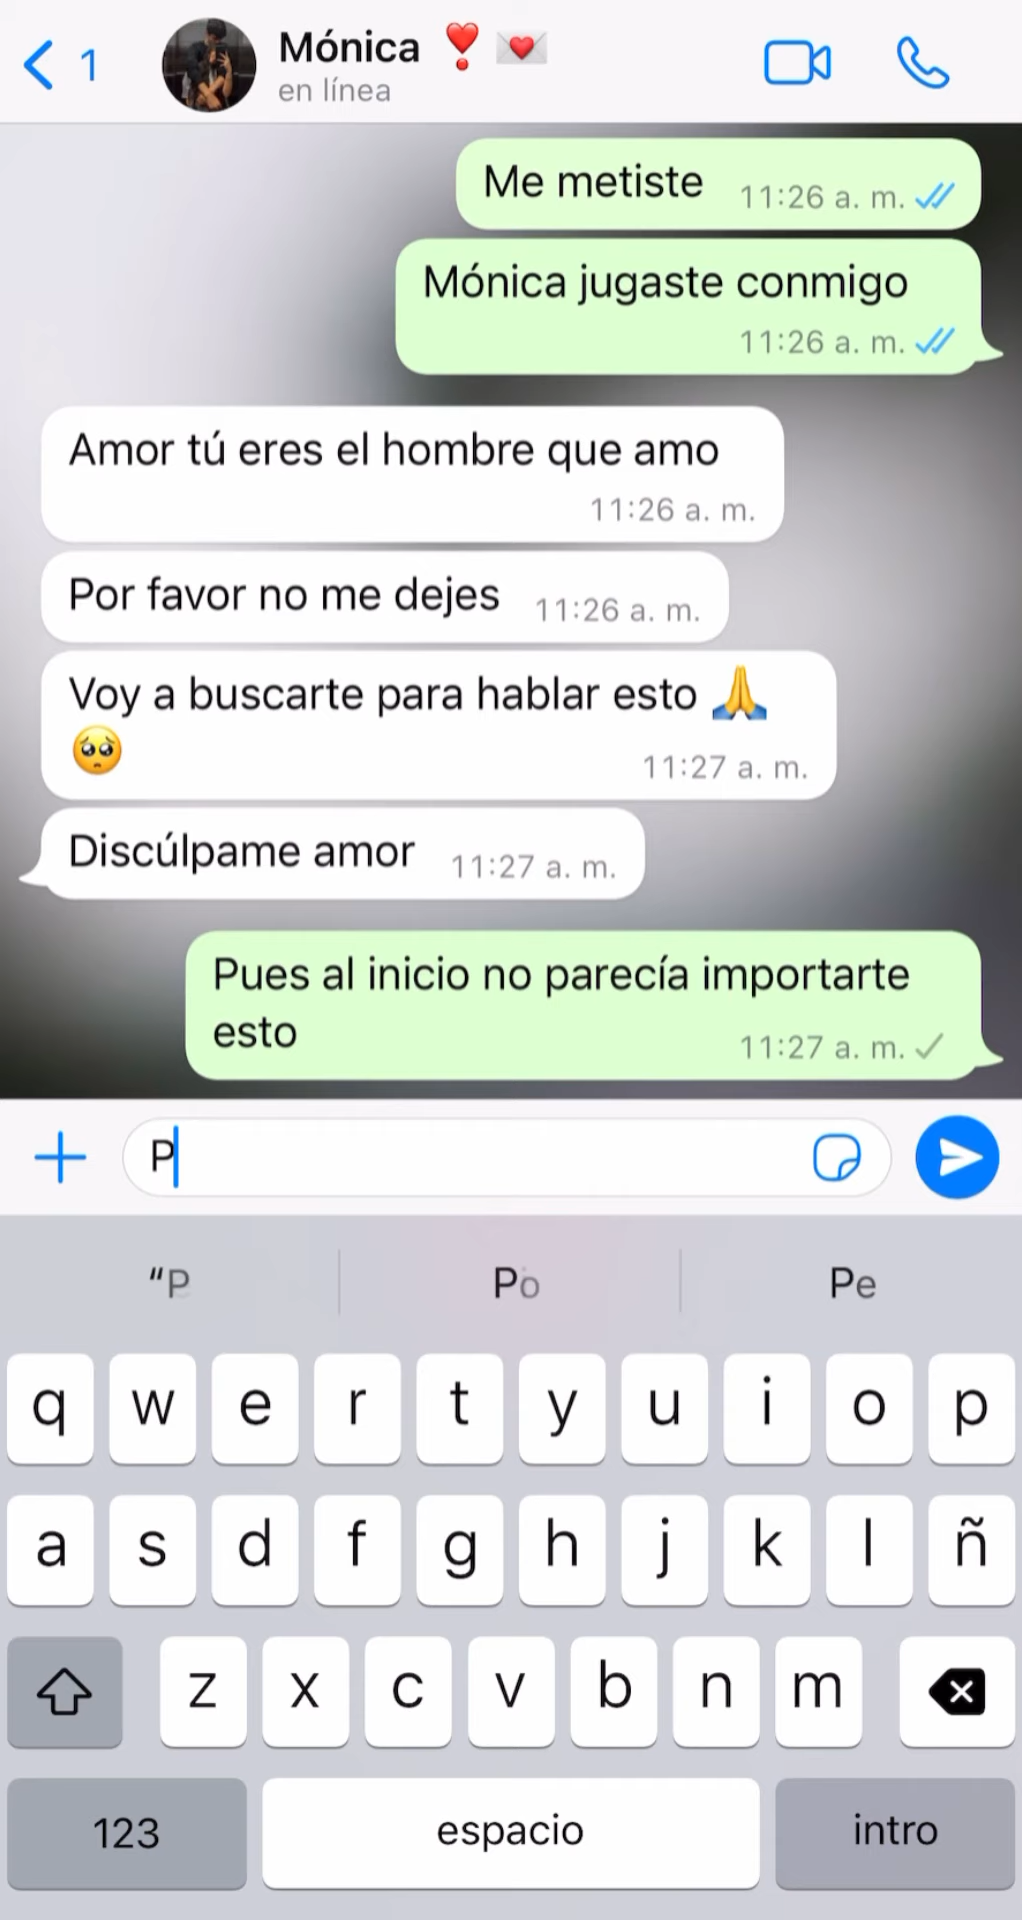 1
Mónica ❣️ 💌
en línea
Me metiste 11:26 a. m.
Mónica jugaste conmigo
11:26 a. m.
Amor tú eres el hombre que amo
11:26 a. m.
Por favor no me dejes 11:26 a. m.
Voy a buscarte para hablar esto 🙏
🥺 11:27 a. m.
Discúlpame amor 11:27 a. m.
Pues al inicio no parecía importarte
esto 11:27 a. m.
P
“P Po Pe
q w e r t y u i o p
a s d f g h j k l ñ
z x c v b n m
123 espacio intro